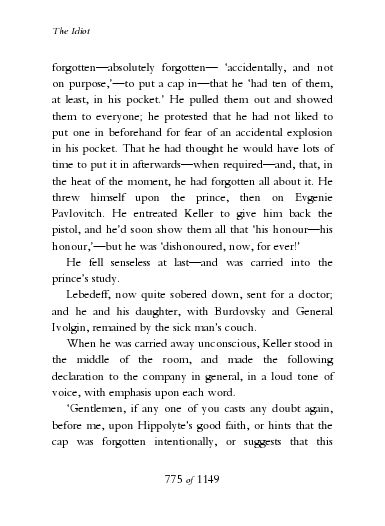 The Idiot
forgotten—absolutely forgotten— ‘accidentally, and not
on purpose,’—to put a cap in—that he ‘had ten of them,
at least, in his pocket.’ He pulled them out and showed
them to everyone; he protested that he had not liked to
put one in beforehand for fear of an accidental explosion
in his pocket. That he had thought he would have lots of
time to put it in afterwards—when required—and, that, in
the heat of the moment, he had forgotten all about it. He
threw himself upon the prince, then on Evgenie
Pavlovitch. He entreated Keller to give him back the
pistol, and he’d soon show them all that ‘his honour—his
honour,’—but he was ‘dishonoured, now, for ever!’
He fell senseless at last—and was carried into the
prince’s study.
Lebedeff, now quite sobered down, sent for a doctor;
and he and his daughter, with Burdovsky and General
Ivolgin, remained by the sick man’s couch.
When he was carried away unconscious, Keller stood in
the middle of the room, and made the following
declaration to the company in general, in a loud tone of
voice, with emphasis upon each word.
‘Gentlemen, if any one of you casts any doubt again,
before me, upon Hippolyte’s good faith, or hints that the
cap was forgotten intentionally, or suggests that this
775 of 1149